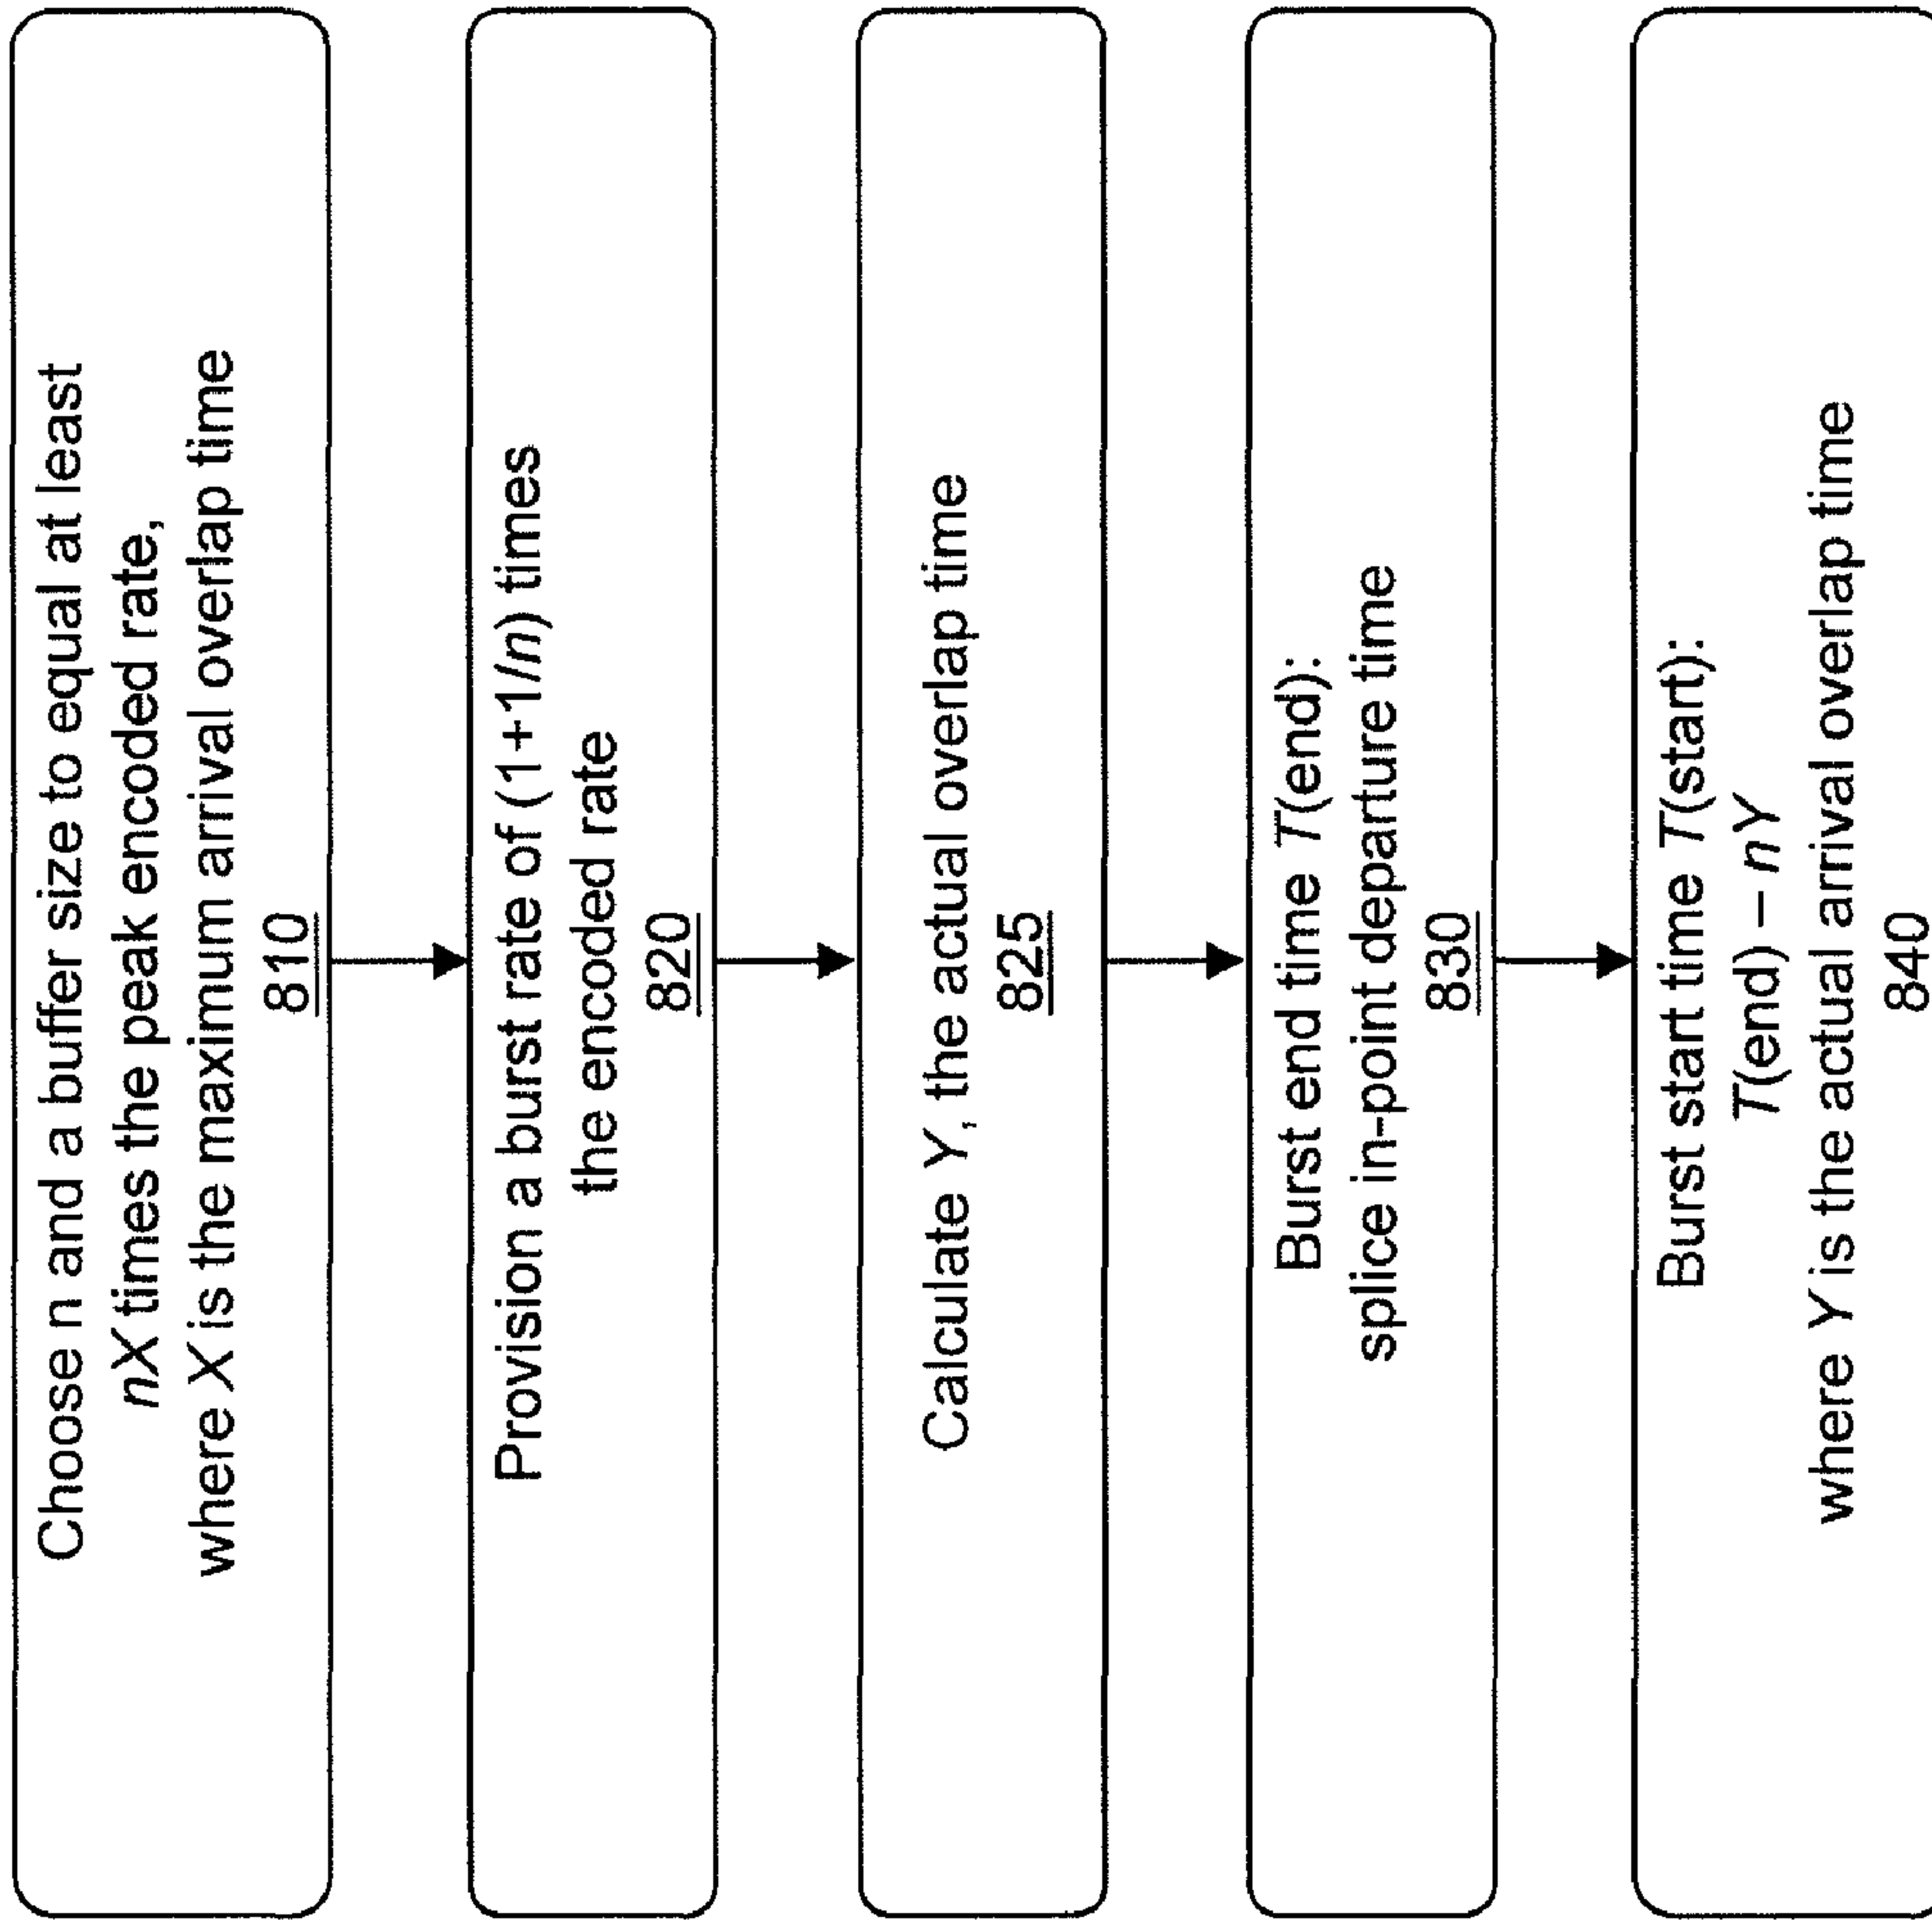 Choose n and a buffer size to equal at least
nX times the peak encoded rate,
where X is the maximum arrival overlap time
810
Provision a burst rate of (1+1/n) times
the encoded rate
820
Calculate Y, the actual overlap time
825
Burst end time T(end):
splice in-point departure time
830
Burst start time T(start):
T(end) – nY
where Y is the actual arrival overlap time
840